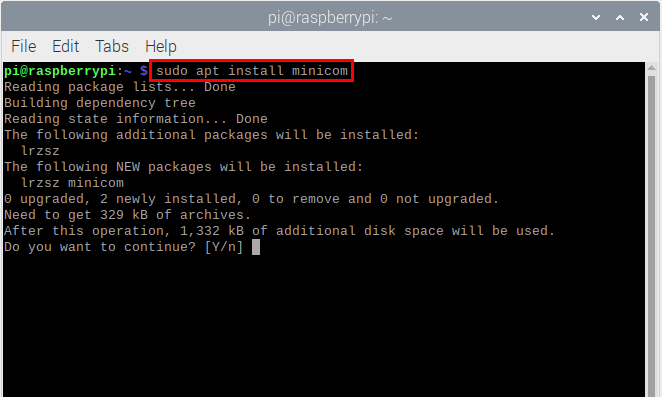 pi@raspberrypi: ~
File Edit Tabs Help
pi@raspberrypi:~ $ sudo apt install minicom
Reading package lists... Done
Building dependency tree
Reading state information... Done
The following additional packages will be installed:
  lrzsz
The following NEW packages will be installed:
  lrzsz minicom
0 upgraded, 2 newly installed, 0 to remove and 0 not upgraded.
Need to get 329 kB of archives.
After this operation, 1,332 kB of additional disk space will be used.
Do you want to continue? [Y/n]